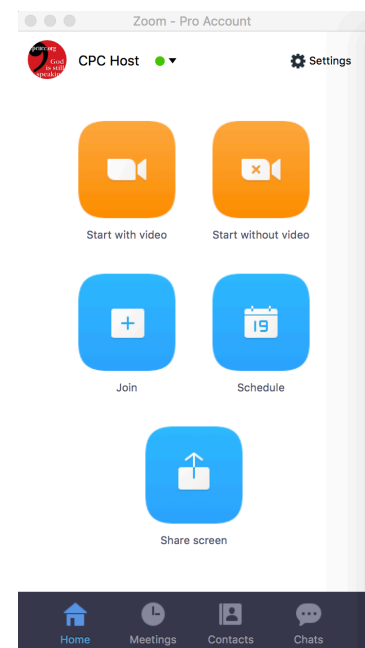 Zoom - Pro Account
God
is still
speaking
CPC Host
Settings
Start with video
Start without video
Join
19
Schedule
Share screen
Home
Meetings
Contacts
Chats